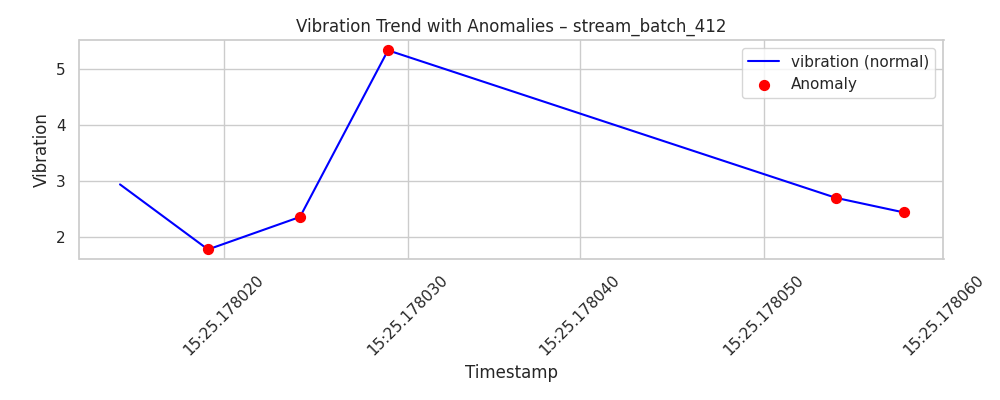 Vibration Trend with Anomalies – stream_batch_412
vibration (normal)
Anomaly
Vibration
5
4
3
2
15:25.178020
15:25.178030
15:25.178040
15:25.178050
15:25.178060
Timestamp